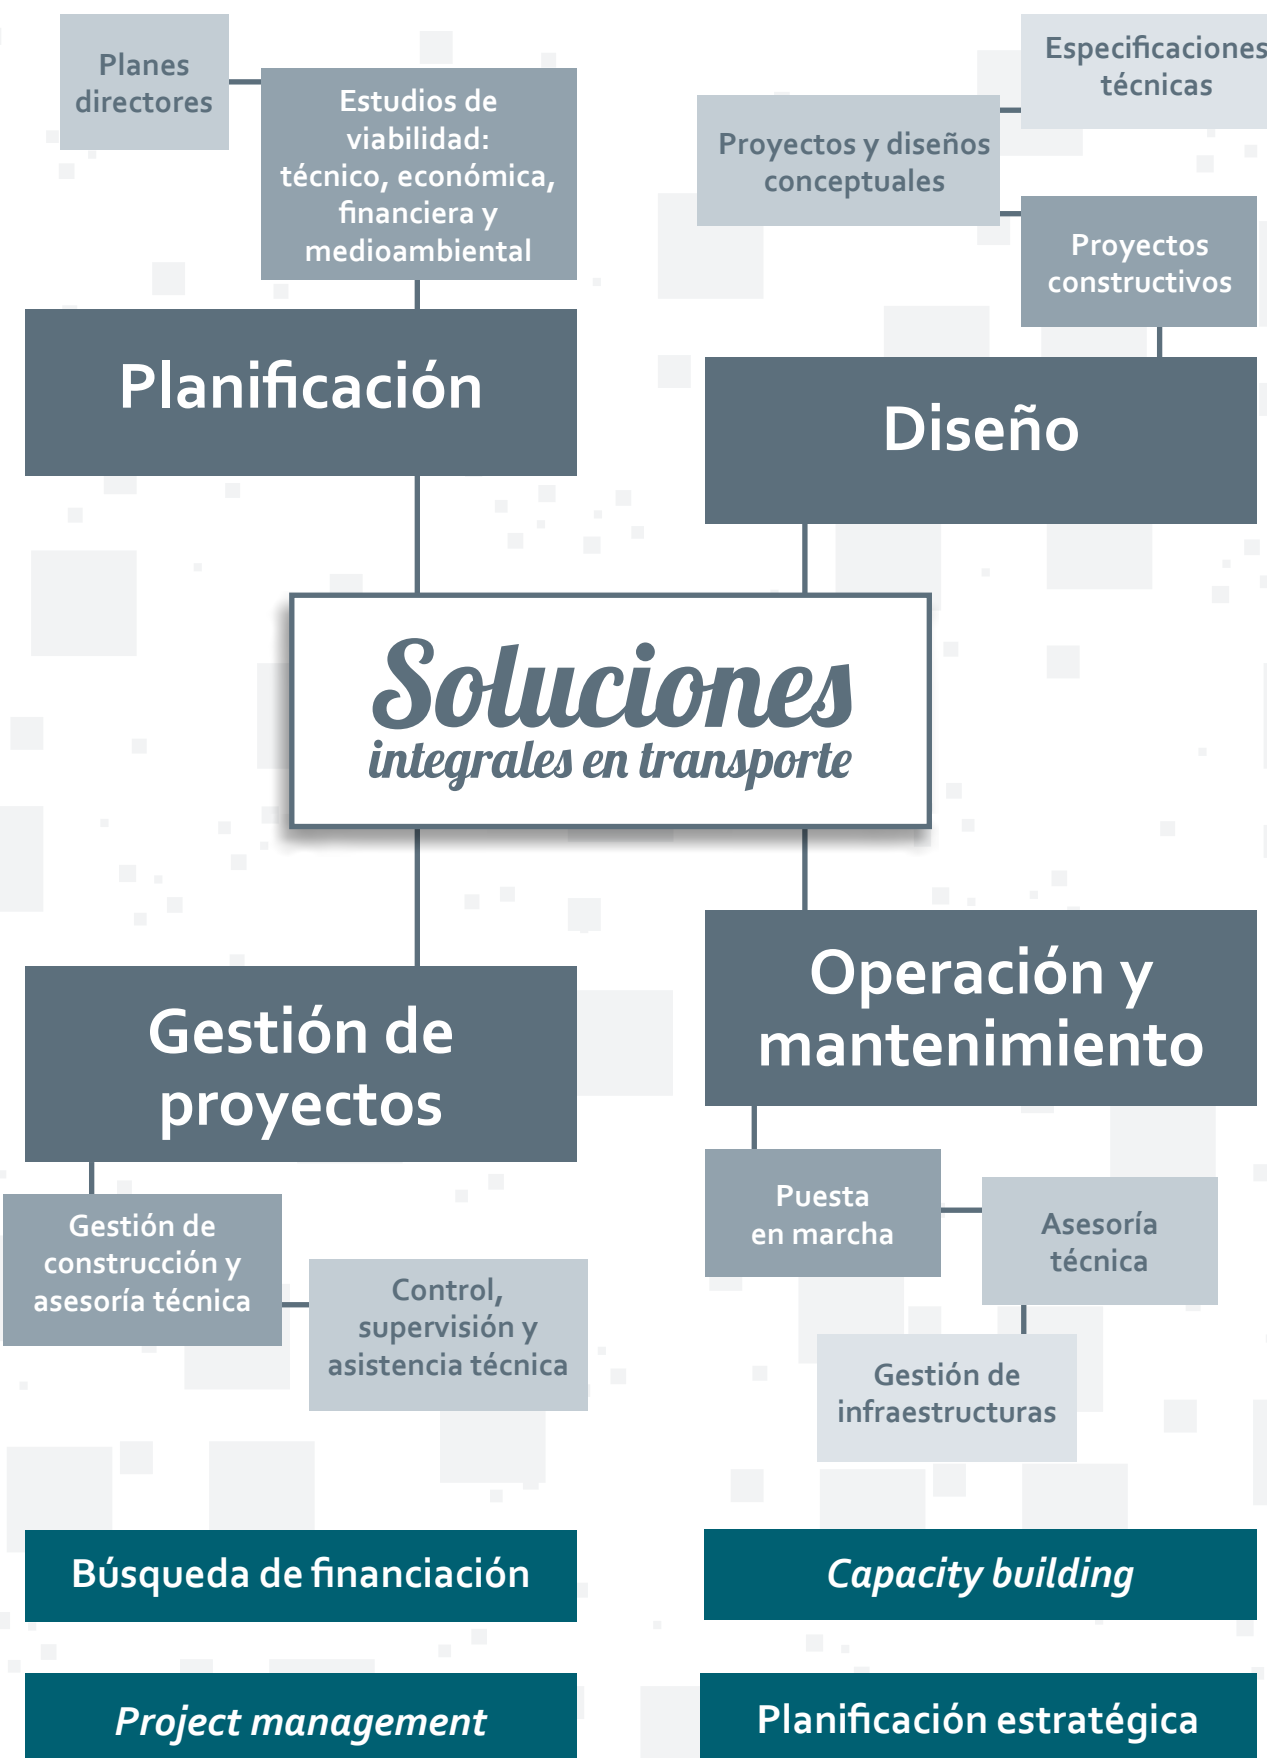 Planes
directores
Estudios de
viabilidad:
técnico, económica,
financiera y
medioambiental
Planificación
Especificaciones
técnicas
Proyectos y diseños
conceptuales
Proyectos
constructivos
Diseño
Soluciones
integrales en transporte
Gestión de
proyectos
Gestión de
construcción y
asesoría técnica
Control,
supervisión y
asistencia técnica
Operación y
mantenimiento
Puesta
en marcha
Asesoría
técnica
Gestión de
infraestructuras
Búsqueda de financiación
Capacity building
Project management
Planificación estratégica